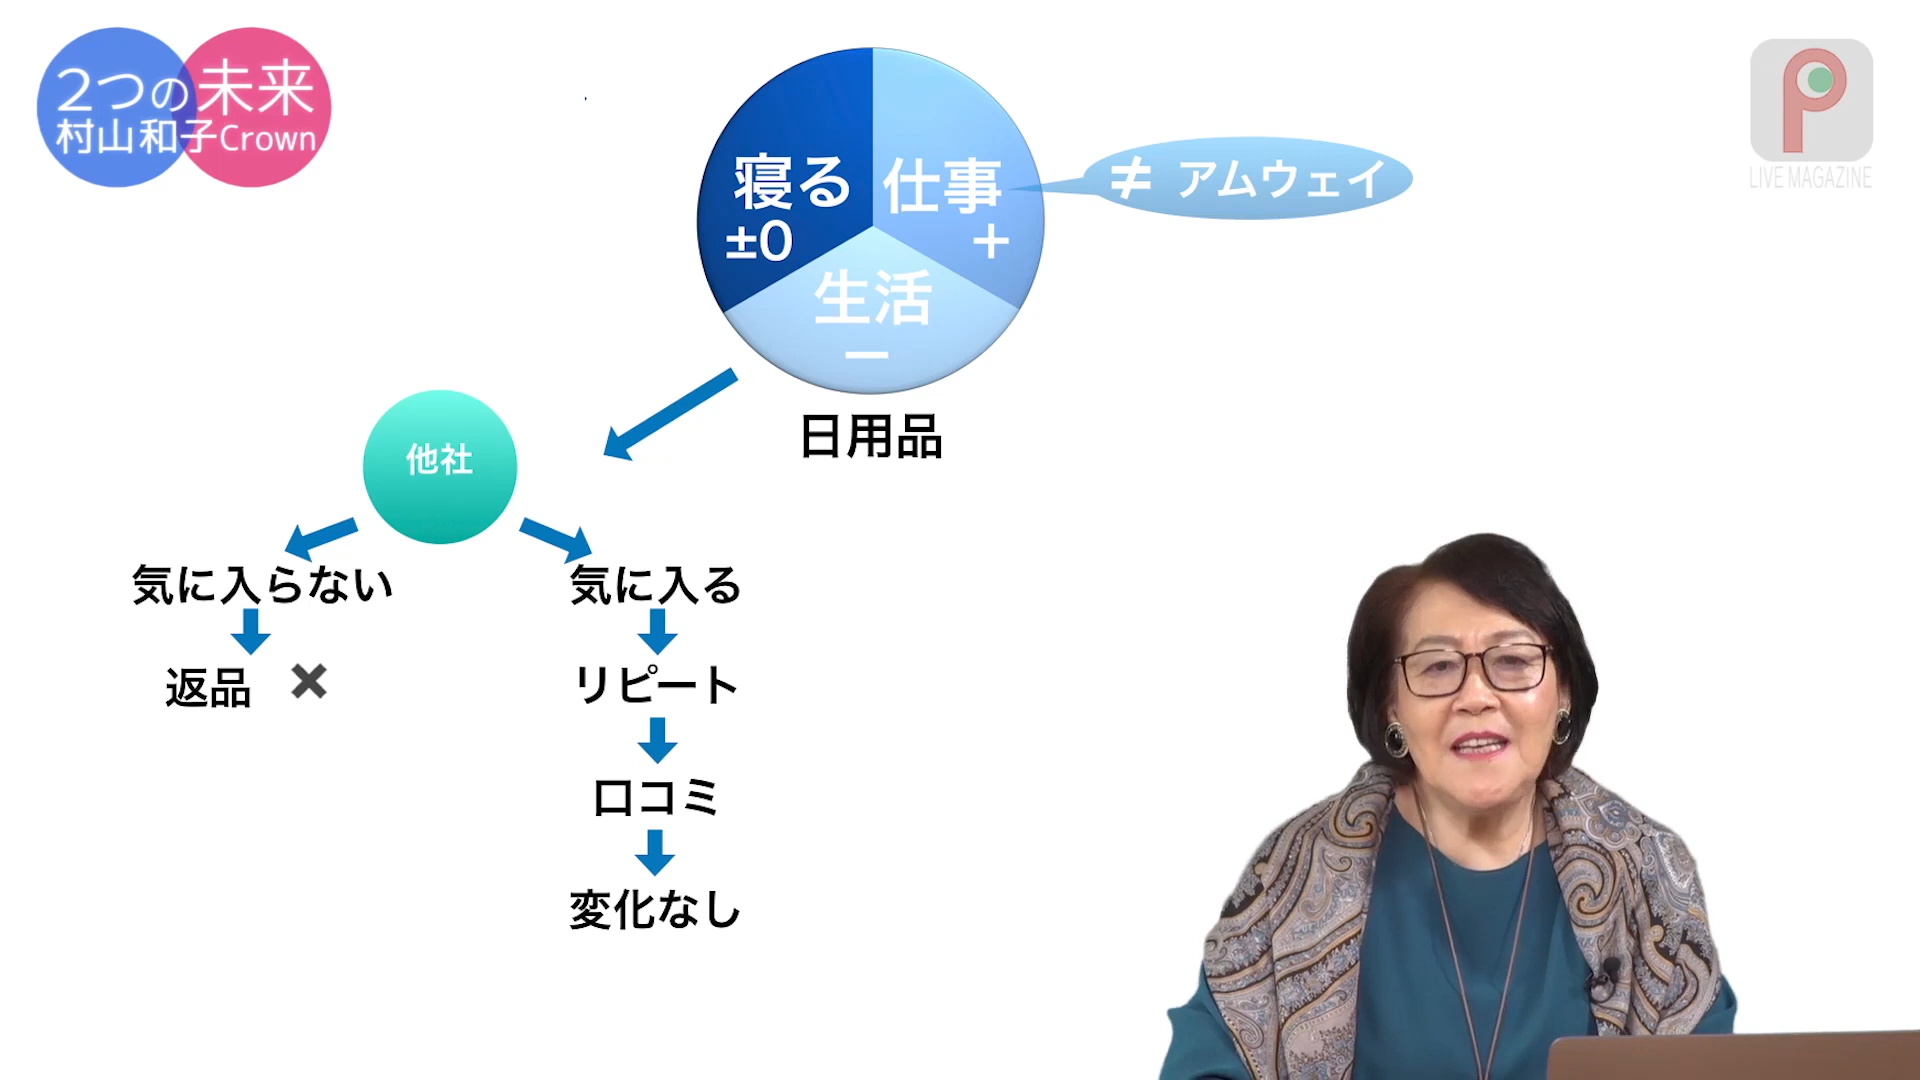 2つの未来
村山和子Crown
LIVE MAGAZINE
寝る
±0
仕事
+
≠ アムウェイ
生活
−
日用品
他社
気に入らない
気に入る
返品 ✖
リピート
口コミ
変化なし